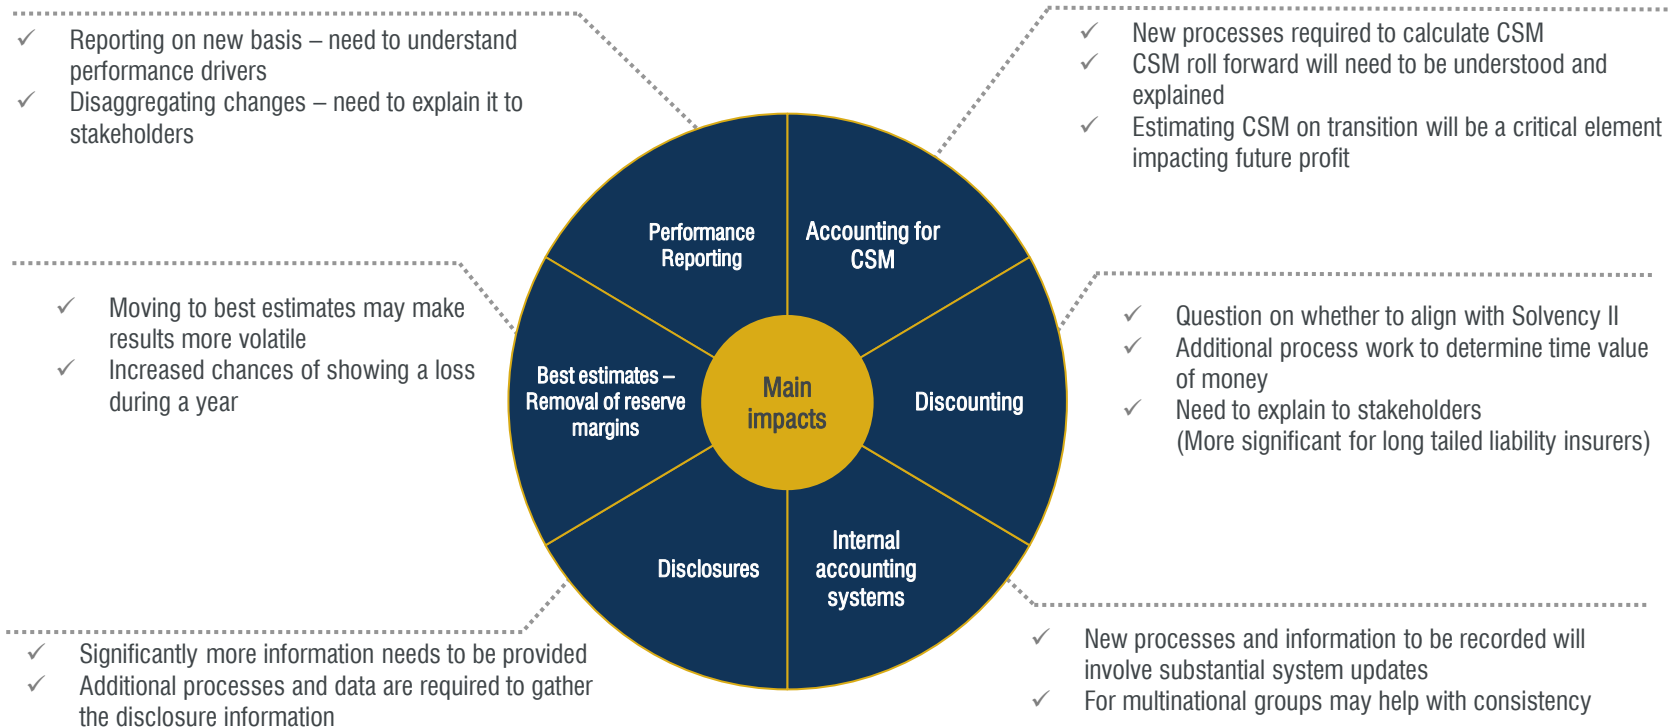 ✓ Reporting on new basis – need to understand
performance drivers
✓ Disaggregating changes – need to explain it to
stakeholders
✓ New processes required to calculate CSM
✓ CSM roll forward will need to be understood and
explained
✓ Estimating CSM on transition will be a critical element
impacting future profit
Performance
Reporting
Accounting for
CSM
✓ Moving to best estimates may make
results more volatile
✓ Increased chances of showing a loss
during a year
Best estimates –
Removal of reserve
margins
Main
impacts
Discounting
✓ Question on whether to align with Solvency II
✓ Additional process work to determine time value
of money
✓ Need to explain to stakeholders
(More significant for long tailed liability insurers)
Disclosures
Internal
accounting
systems
✓ Significantly more information needs to be provided
✓ Additional processes and data are required to gather
the disclosure information
✓ New processes and information to be recorded will
involve substantial system updates
✓ For multinational groups may help with consistency